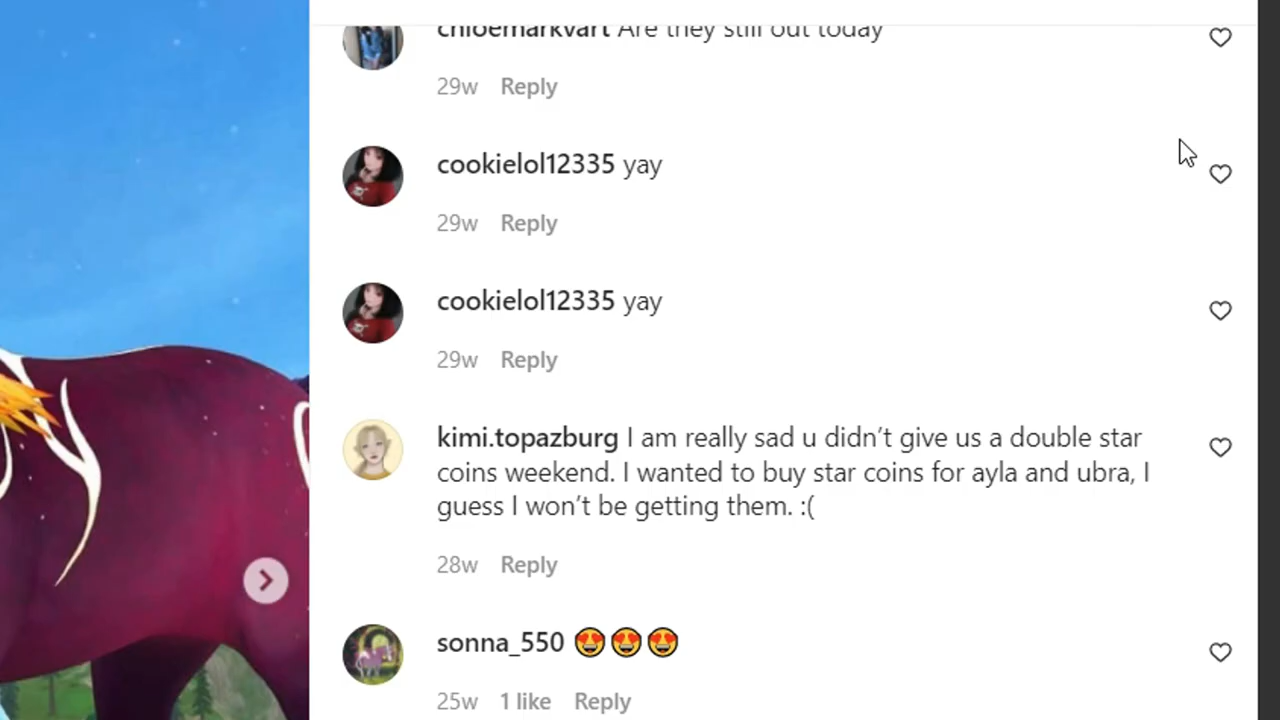 chloemarkvart Are they still out today
29w Reply
cookielol12335 yay
29w Reply
cookielol12335 yay
29w Reply
kimi.topazburg I am really sad u didn’t give us a double star
coins weekend. I wanted to buy star coins for ayla and ubra, I
guess I won’t be getting them. :(
28w Reply
sonna_550 😍😍😍
25w 1 like Reply